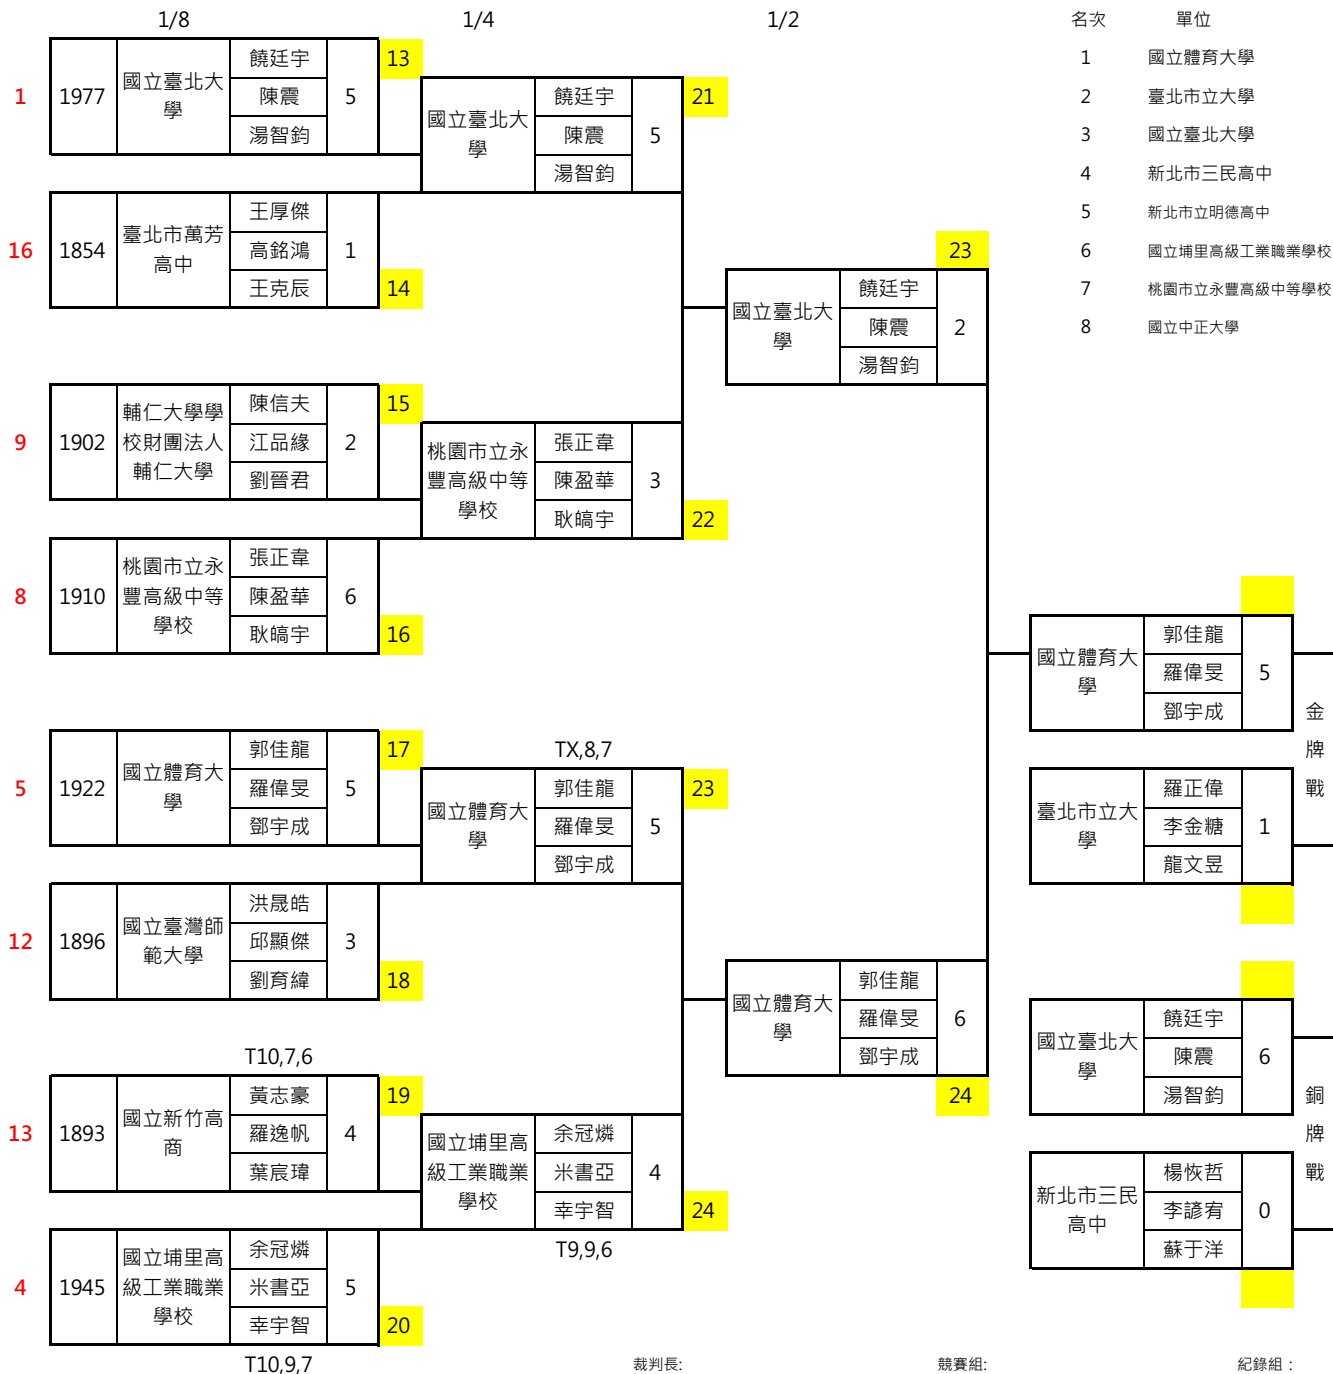 1/8 1/4 1/2 名次 單位
1 國立體育大學
2 臺北市立大學
3 國立臺北大學
4 新北市三民高中
5 新北市立明德高中
6 國立埔里高級工業職業學校
7 桃園市立永豐高級中等學校
8 國立中正大學
1 1977 國立臺北大
學
饒廷宇
陳震
湯智鈞
5
13
16 1854 臺北市萬芳
高中
王厚傑
高銘鴻
王克辰
1
14
9 1902 輔仁大學學
校財團法人
輔仁大學
陳信夫
江品緣
劉晉君
2
15
8 1910 桃園市立永
豐高級中等
學校
張正韋
陳盈華
耿皜宇
6
16
5 1922 國立體育大
學
郭佳龍
羅偉旻
鄧宇成
5
17
12 1896 國立臺灣師
範大學
洪晟皓
邱顯傑
劉育緯
3
18
T10,7,6
13 1893 國立新竹高
商
黃志豪
羅逸帆
葉宸瑋
4
19
4 1945 國立埔里高
級工業職業
學校
余冠燐
米書亞
幸宇智
5
20
T10,9,7
國立臺北大
學
饒廷宇
陳震
湯智鈞
5
21
桃園市立永
豐高級中等
學校
張正韋
陳盈華
耿皜宇
3
22
TX,8,7
國立體育大
學
郭佳龍
羅偉旻
鄧宇成
5
23
國立埔里高
級工業職業
學校
余冠燐
米書亞
幸宇智
4
24
T9,9,6
23
國立臺北大
學
饒廷宇
陳震
湯智鈞
2
國立體育大
學
郭佳龍
羅偉旻
鄧宇成
6
24
國立體育大
學
郭佳龍
羅偉旻
鄧宇成
5
金
牌
戰
臺北市立大
學
羅正偉
李金糖
龍文昱
1
國立臺北大
學
饒廷宇
陳震
湯智鈞
6
銅
牌
戰
新北市三民
高中
楊恢哲
李諺宥
蘇于洋
0
裁判長: 競賽組: 紀錄組：